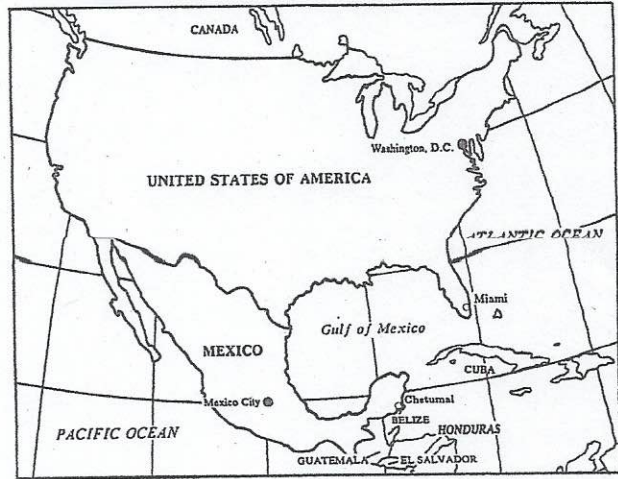 CANADA
Washington, D.C.
UNITED STATES OF AMERICA
ATLANTIC OCEAN
Miami
Gulf of Mexico
MEXICO
CUBA
Mexico City
Chetumal
BELIZE
PACIFIC OCEAN
HONDURAS
GUATEMALA
EL SALVADOR